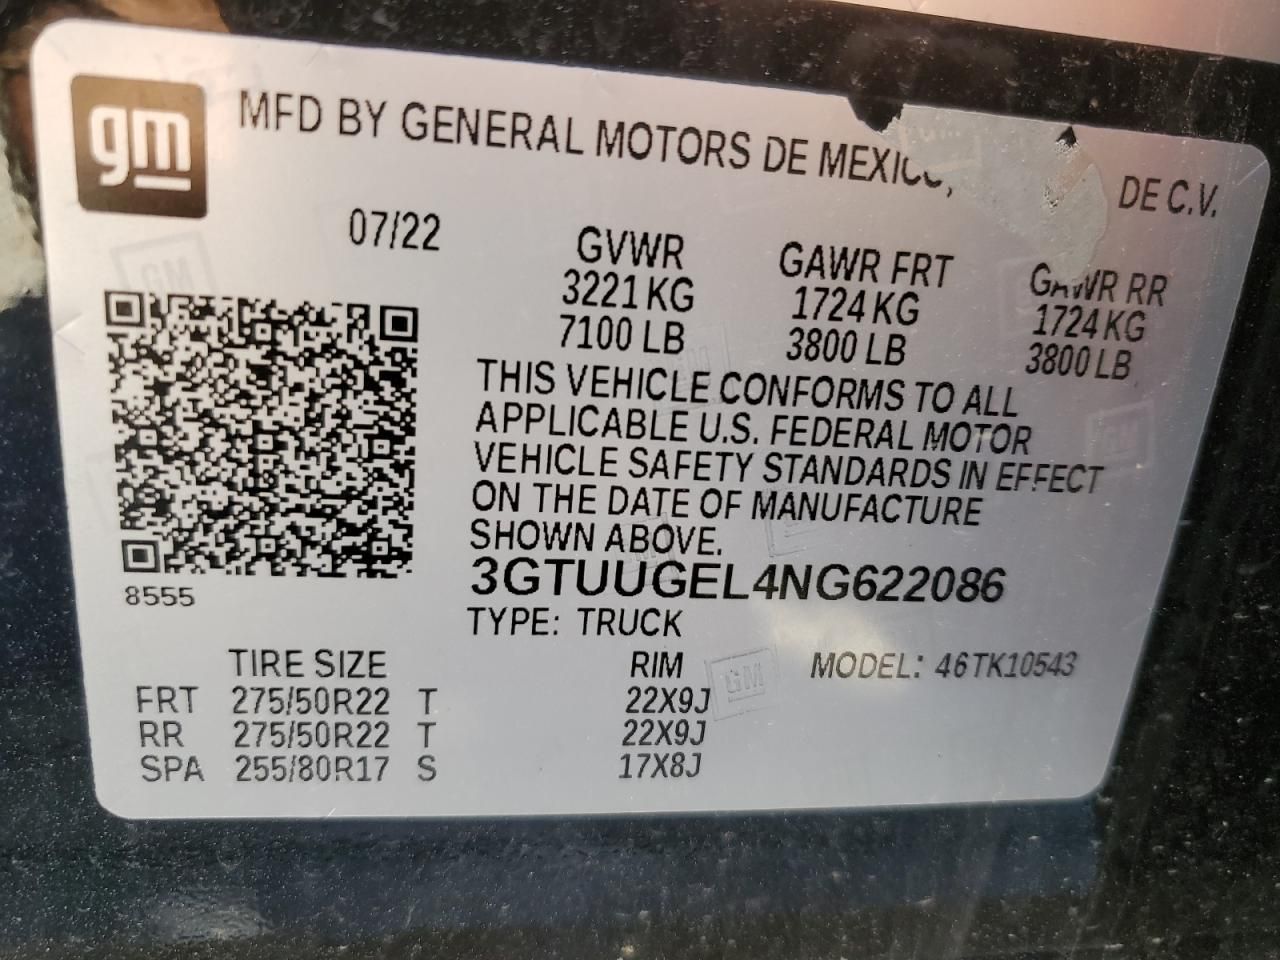 gm
MFD BY GENERAL MOTORS DE MEXICO, DE C.V.
07/22
GVWR
3221 KG
7100 LB
GAWR FRT
1724 KG
3800 LB
GAWR RR
1724 KG
3800 LB
THIS VEHICLE CONFORMS TO ALL
APPLICABLE U.S. FEDERAL MOTOR
VEHICLE SAFETY STANDARDS IN EFFECT
ON THE DATE OF MANUFACTURE
SHOWN ABOVE.
8555
3GTUUGEL4NG622086
TYPE: TRUCK
TIRE SIZE RIM MODEL: 46TK10543
FRT 275/50R22 T 22X9J
RR 275/50R22 T 22X9J
SPA 255/80R17 S 17X8J